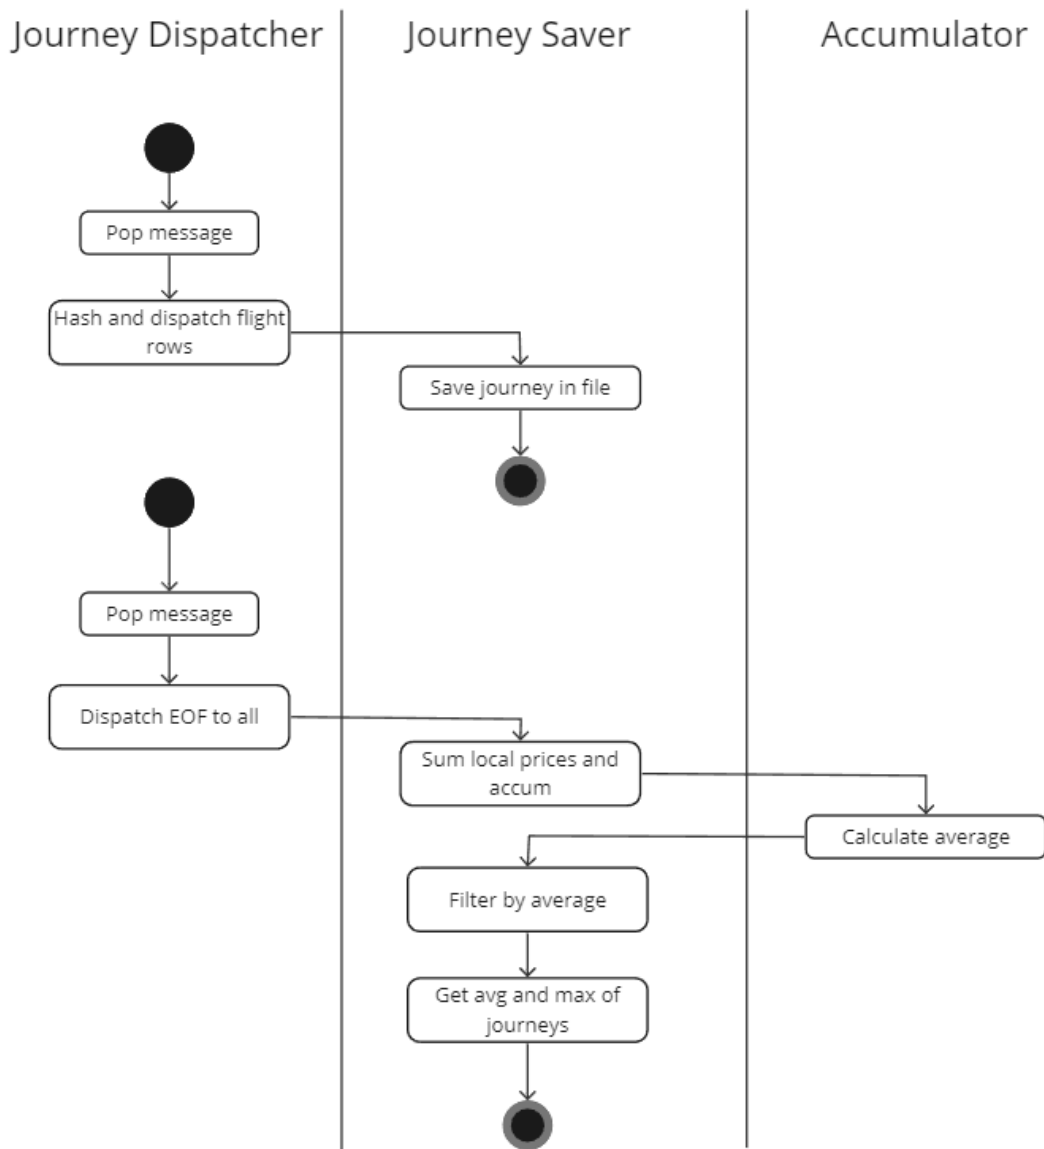 Journey Dispatcher
Journey Saver
Accumulator
Pop message
Hash and dispatch flight
rows
Save journey in file
Pop message
Dispatch EOF to all
Sum local prices and
accum
Calculate average
Filter by average
Get avg and max of
journeys